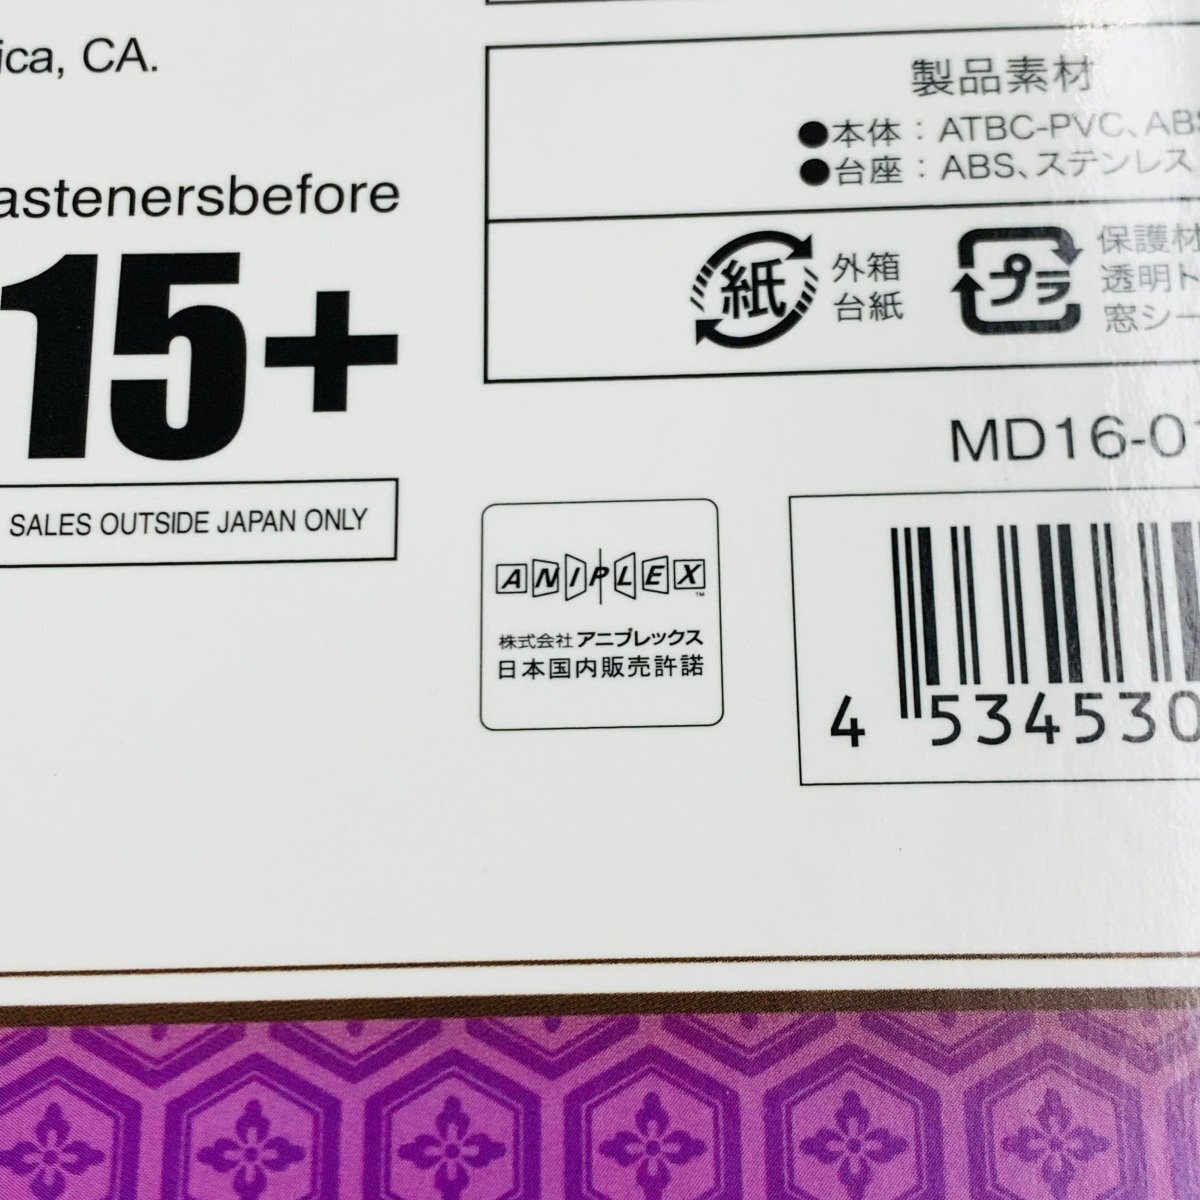 ica, CA.
astenersbefore
15+
SALES OUTSIDE JAPAN ONLY
製品素材
●本体：ATBC-PVC、ABS
●台座：ABS、ステンレス
紙
外箱
台紙
プラ
保護材
透明ト
窓シー
MD16-01
ANIPLEX™
株式会社アニプレックス
日本国内販売許諾
4 534530